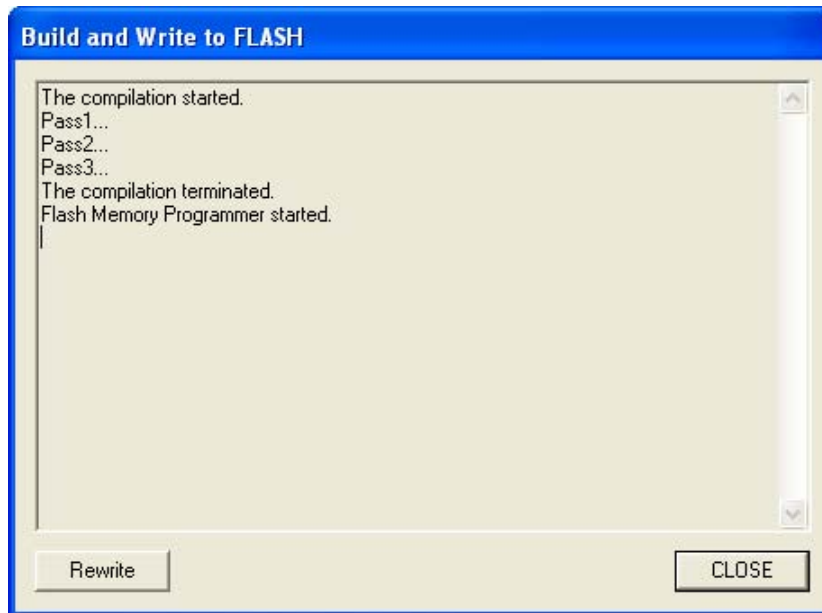 Build and Write to FLASH
The compilation started.
Pass1...
Pass2...
Pass3...
The compilation terminated.
Flash Memory Programmer started.
Rewrite
CLOSE